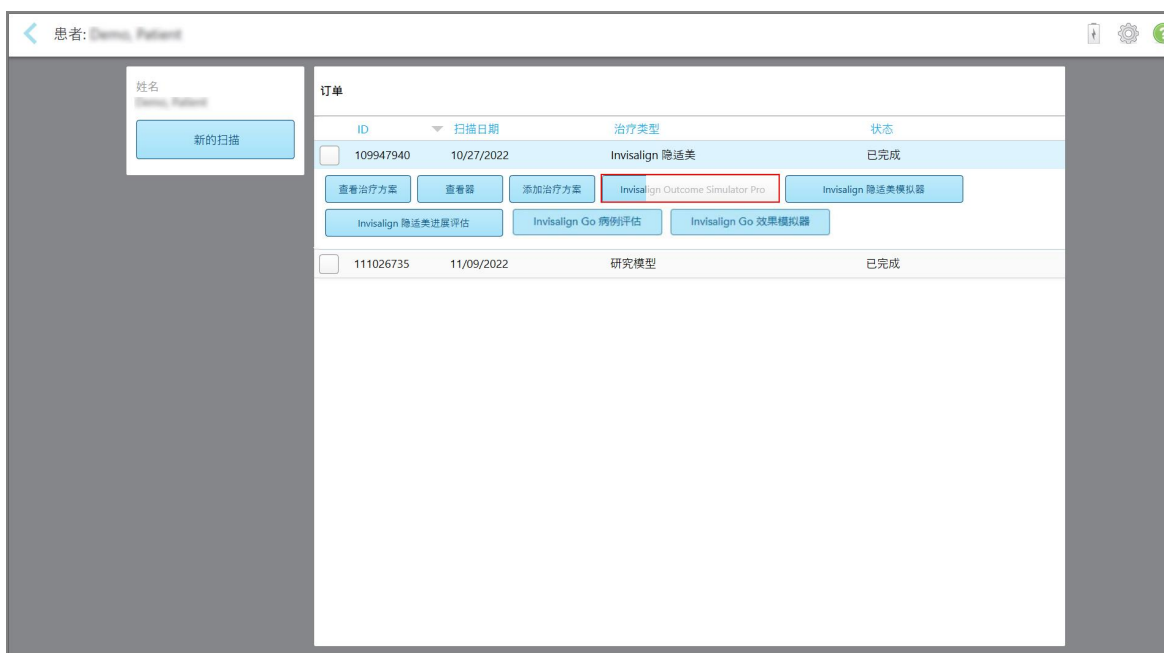 患者:
姓名
新的扫描
订单
ID 扫描日期 治疗类型 状态
109947940 10/27/2022 Invisalign 隐适美 已完成
查看治疗方案 查看器 添加治疗方案 Invisalign Outcome Simulator Pro Invisalign 隐适美模拟器
Invisalign 隐适美进展评估 Invisalign Go 病例评估 Invisalign Go 效果模拟器
111026735 11/09/2022 研究模型 已完成